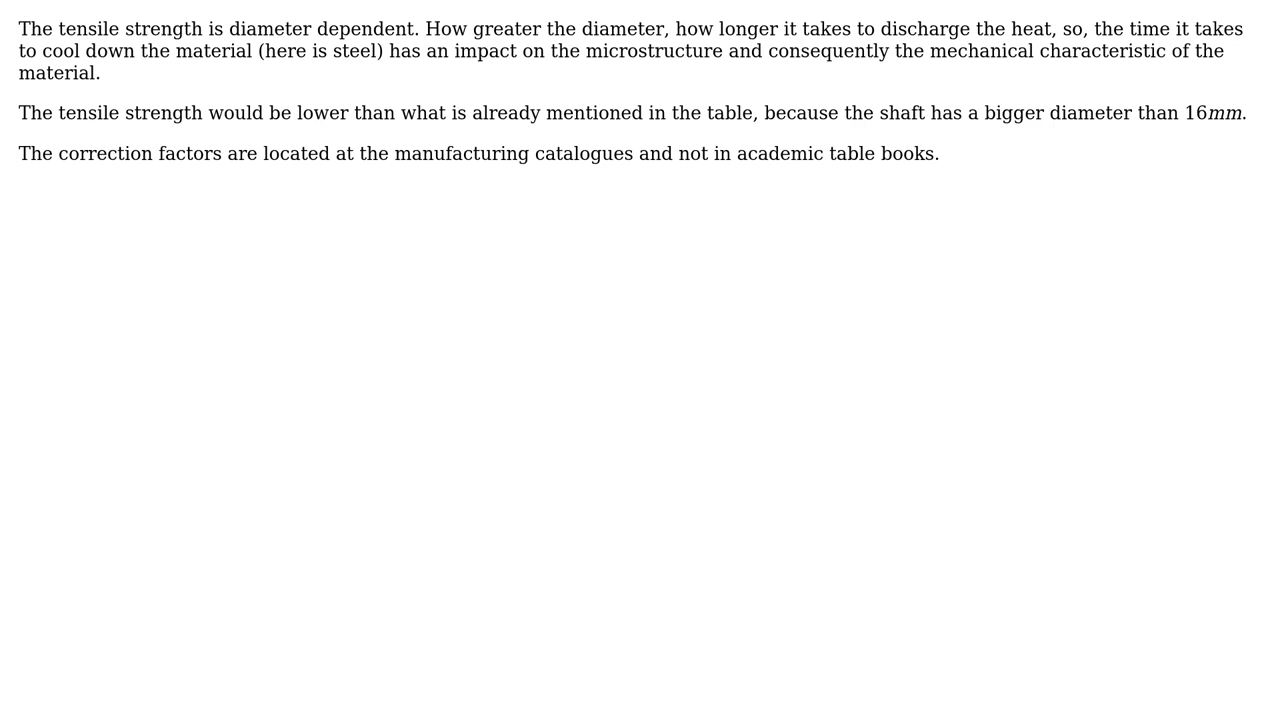 The tensile strength is diameter dependent. How greater the diameter, how longer it takes to discharge the heat, so, the time it takes
to cool down the material (here is steel) has an impact on the microstructure and consequently the mechanical characteristic of the
material.
The tensile strength would be lower than what is already mentioned in the table, because the shaft has a bigger diameter than 16mm.
The correction factors are located at the manufacturing catalogues and not in academic table books.